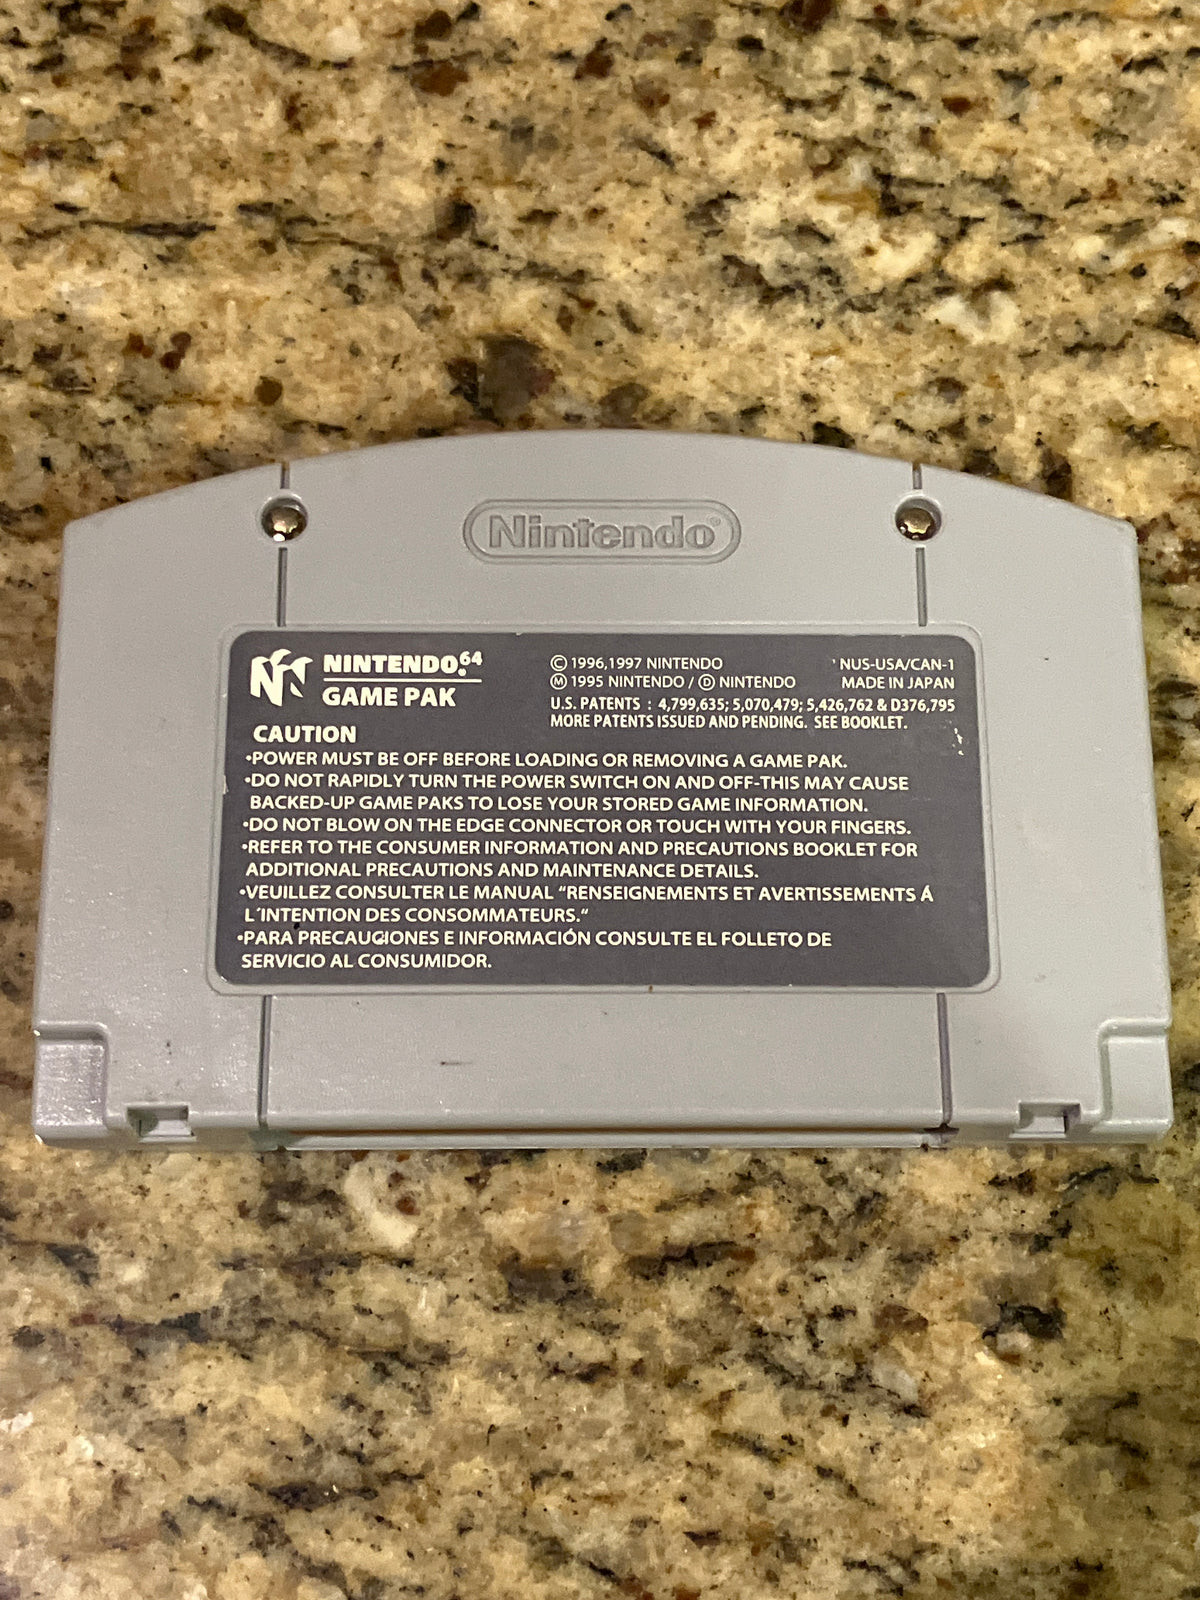 Nintendo®
NINTENDO64
GAME PAK
© 1996,1997 NINTENDO
Ⓜ 1995 NINTENDO / Ⓓ NINTENDO
NUS-USA/CAN-1
MADE IN JAPAN
U.S. PATENTS : 4,799,635; 5,070,479; 5,426,762 & D376,795
MORE PATENTS ISSUED AND PENDING. SEE BOOKLET.
CAUTION
•POWER MUST BE OFF BEFORE LOADING OR REMOVING A GAME PAK.
•DO NOT RAPIDLY TURN THE POWER SWITCH ON AND OFF-THIS MAY CAUSE
BACKED-UP GAME PAKS TO LOSE YOUR STORED GAME INFORMATION.
•DO NOT BLOW ON THE EDGE CONNECTOR OR TOUCH WITH YOUR FINGERS.
•REFER TO THE CONSUMER INFORMATION AND PRECAUTIONS BOOKLET FOR
ADDITIONAL PRECAUTIONS AND MAINTENANCE DETAILS.
•VEUILLEZ CONSULTER LE MANUAL "RENSEIGNEMENTS ET AVERTISSEMENTS Á
L'INTENTION DES CONSOMMATEURS."
•PARA PRECAUCIONES E INFORMACIÓN CONSULTE EL FOLLETO DE
SERVICIO AL CONSUMIDOR.